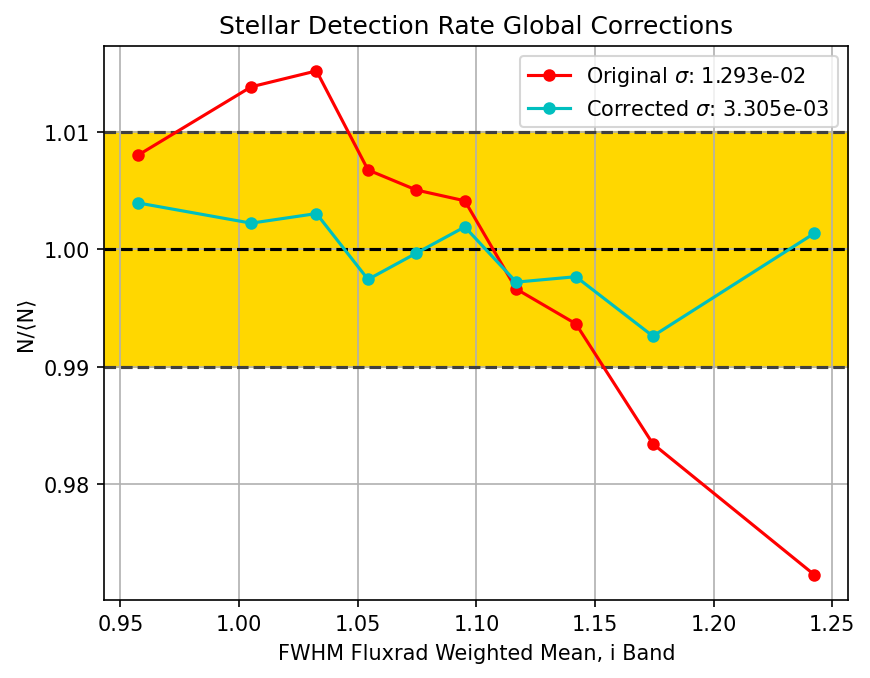 Stellar Detection Rate Global Corrections
Original σ: 1.293e-02
Corrected σ: 3.305e-03
1.01
1.00
0.99
0.98
N/⟨N⟩
0.95 1.00 1.05 1.10 1.15 1.20 1.25
FWHM Fluxrad Weighted Mean, i Band